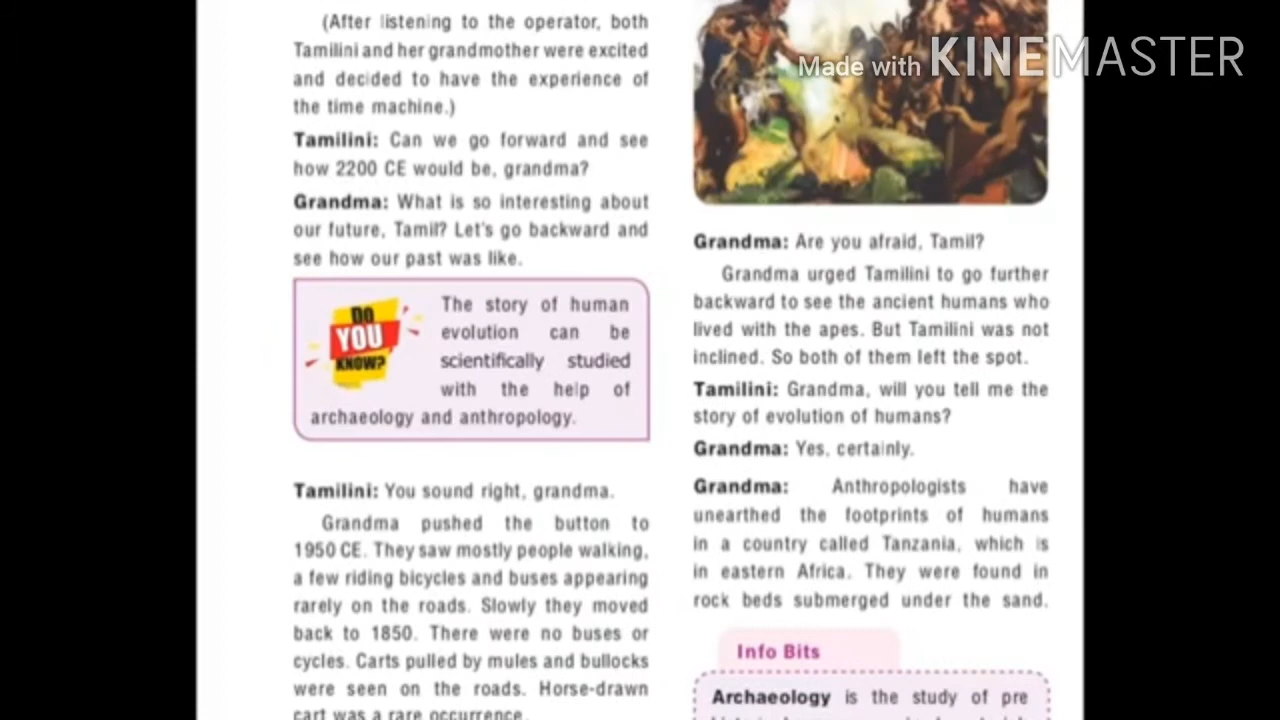 (After listening to the operator, both
Tamilini and her grandmother were excited
and decided to have the experience of
the time machine.)
Tamilini: Can we go forward and see
how 2200 CE would be, grandma?
Grandma: What is so interesting about
our future, Tamil? Let's go backward and
see how our past was like.
DO
YOU
KNOW?
The story of human
evolution can be
scientifically studied
with the help of
archaeology and anthropology.
Tamilini: You sound right, grandma.
Grandma pushed the button to
1950 CE. They saw mostly people walking,
a few riding bicycles and buses appearing
rarely on the roads. Slowly they moved
back to 1850. There were no buses or
cycles. Carts pulled by mules and bullocks
were seen on the roads. Horse-drawn
cart was a rare occurrence.
Made with KINEMASTER
Grandma: Are you afraid, Tamil?
Grandma urged Tamilini to go further
backward to see the ancient humans who
lived with the apes. But Tamilini was not
inclined. So both of them left the spot.
Tamilini: Grandma, will you tell me the
story of evolution of humans?
Grandma: Yes, certainly.
Grandma: Anthropologists have
unearthed the footprints of humans
in a country called Tanzania, which is
in eastern Africa. They were found in
rock beds submerged under the sand.
Info Bits
Archaeology is the study of pre